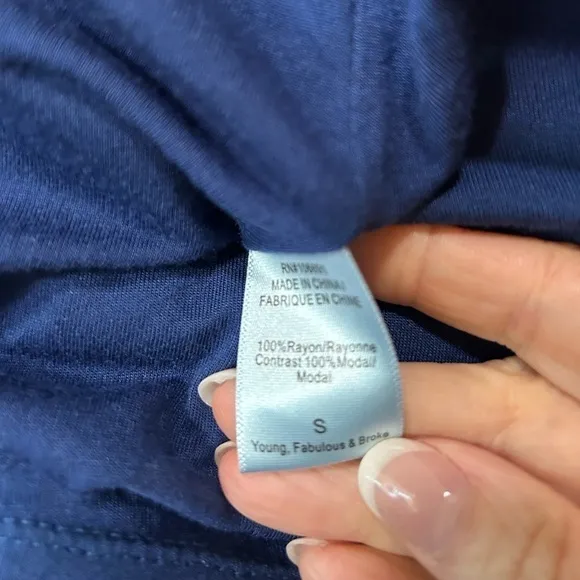 MADE IN CHINA/
FABRIQUE EN CHINE
100%Rayon/Rayonne
Contrast 100%Modal/
Modal
S
Young, Fabulous & Broke